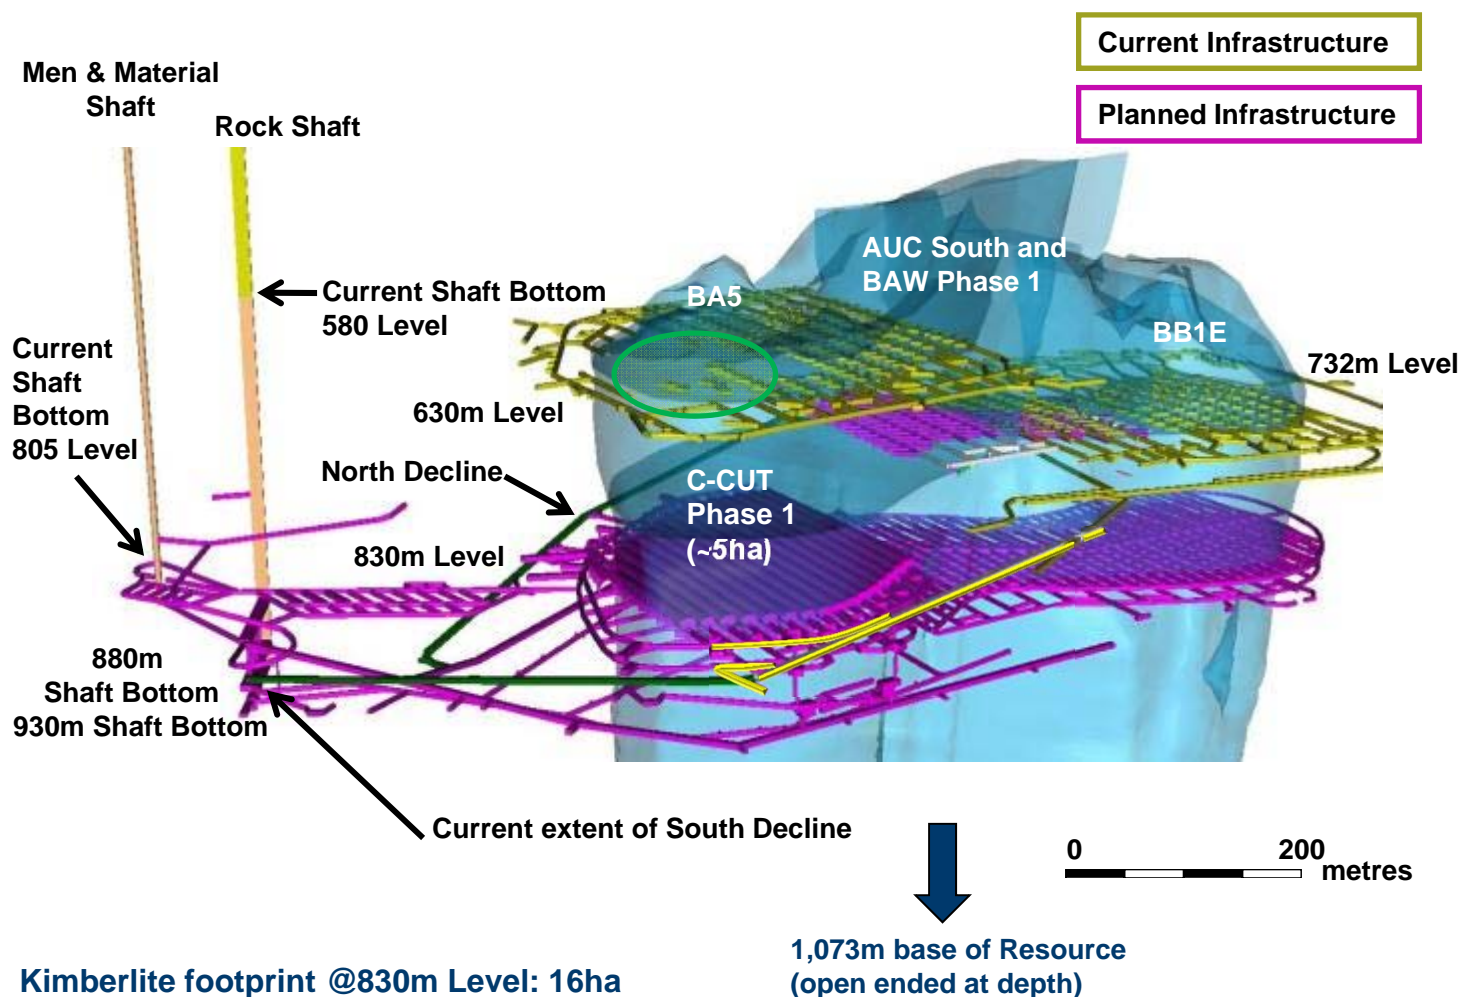 Current Infrastructure
Planned Infrastructure
Men & Material
Shaft
Rock Shaft
AUC South and
BAW Phase 1
BA5
BB1E
Current Shaft Bottom
580 Level
732m Level
Current
Shaft
Bottom
805 Level
630m Level
North Decline
C-CUT
Phase 1
(~5ha)
830m Level
880m
Shaft Bottom
930m Shaft Bottom
Current extent of South Decline
0
200
metres
1,073m base of Resource
(open ended at depth)
Kimberlite footprint @830m Level: 16ha